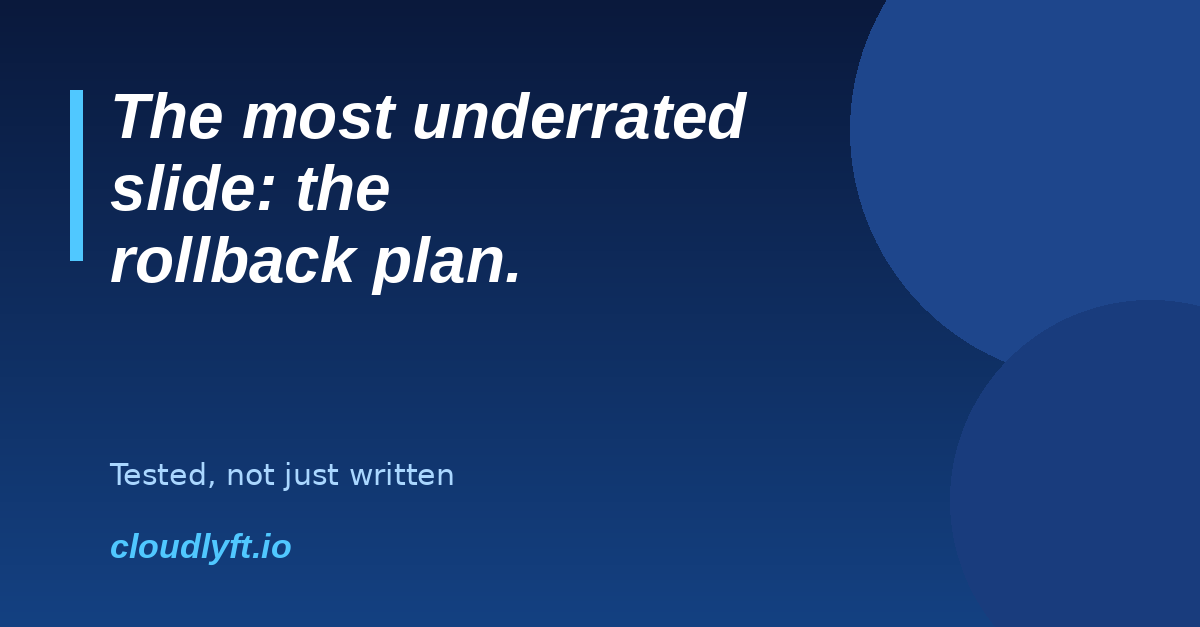 The most underrated
slide: the
rollback plan.
Tested, not just written
cloudlyft.io